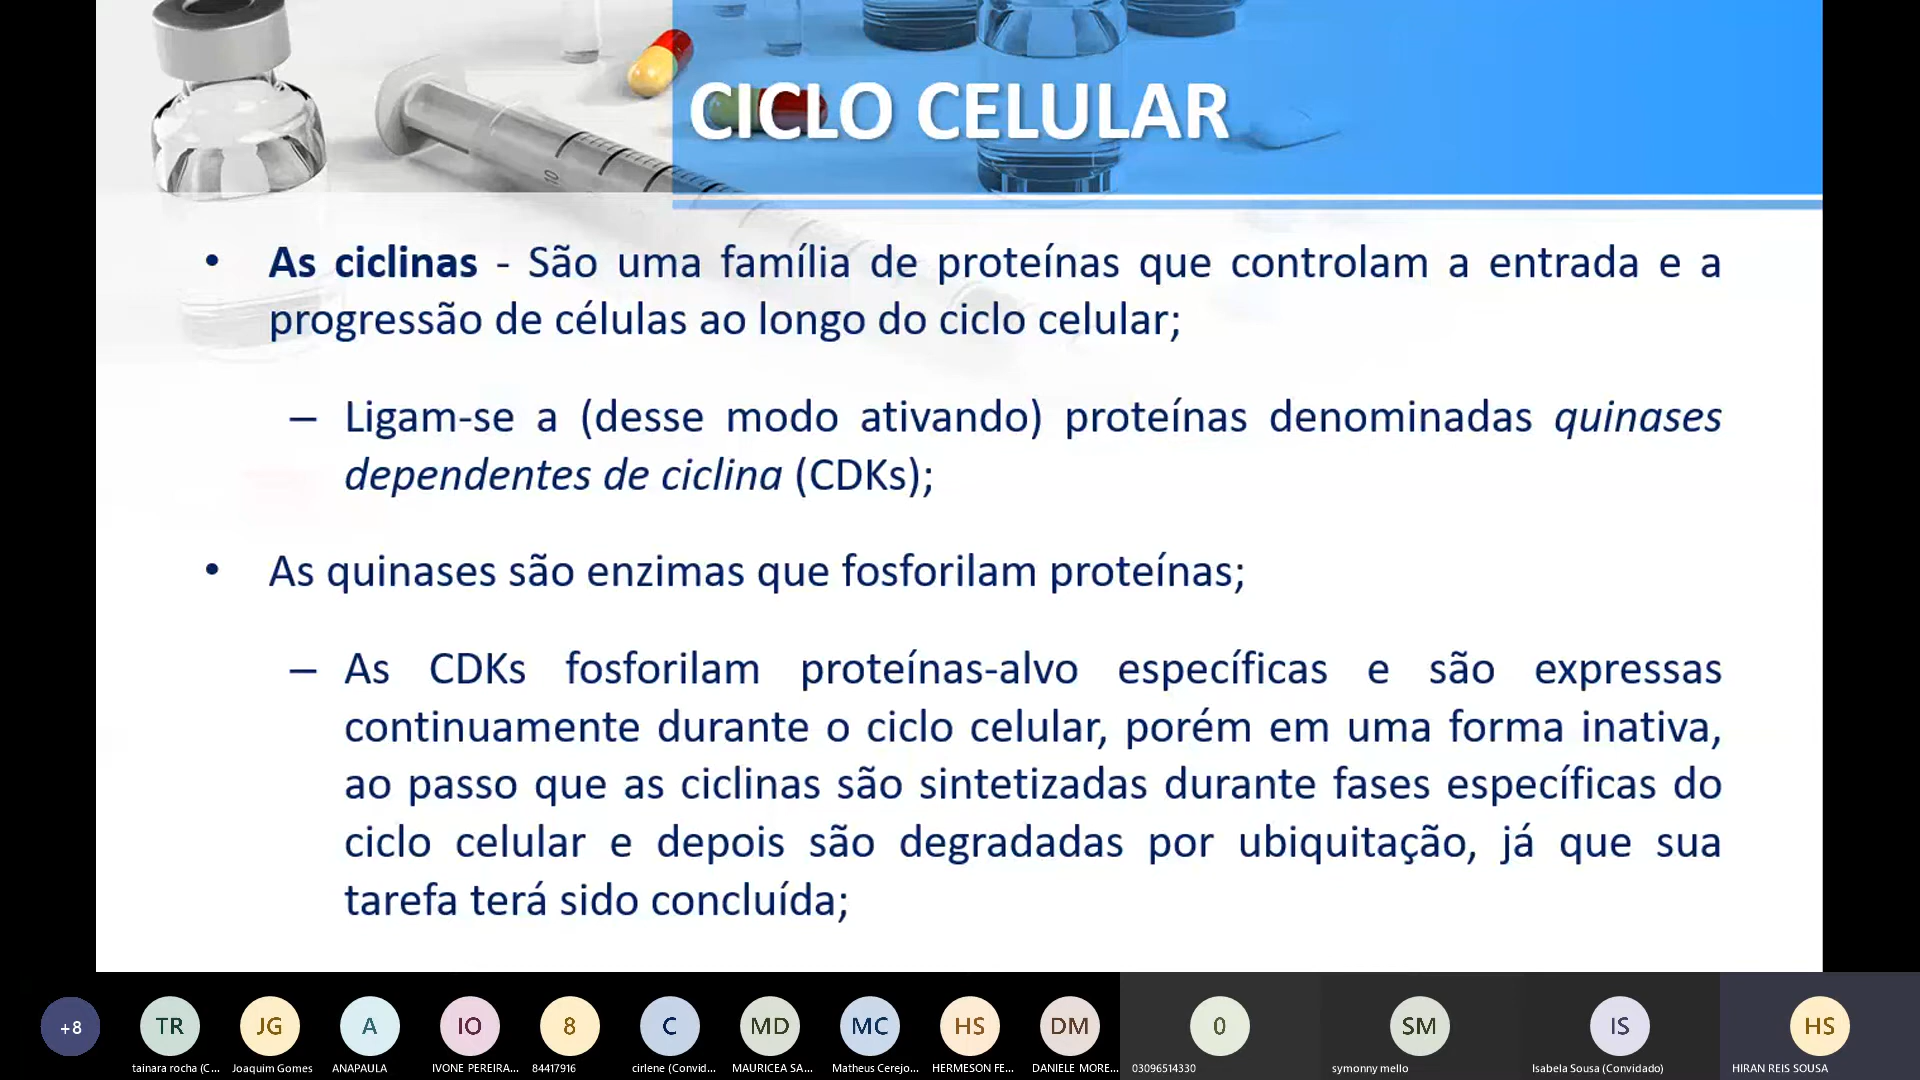 CICLO CELULAR
• As ciclinas - São uma família de proteínas que controlam a entrada e a
progressão de células ao longo do ciclo celular;
– Ligam-se a (desse modo ativando) proteínas denominadas quinases
dependentes de ciclina (CDKs);
• As quinases são enzimas que fosforilam proteínas;
– As CDKs fosforilam proteínas-alvo específicas e são expressas
continuamente durante o ciclo celular, porém em uma forma inativa,
ao passo que as ciclinas são sintetizadas durante fases específicas do
ciclo celular e depois são degradadas por ubiquitação, já que sua
tarefa terá sido concluída;
10
+8 TR JG A IO 8 C MD MC HS DM 0 SM IS HS
tainara rocha (C... Joaquim Gomes ANAPAULA IVONE PEREIRA... 84417916 cirlene (Convid... MAURICEA SA... Matheus Cerejo... HERMESON FE... DANIELE MORE... 03096514330 symonny mello Isabela Sousa (Convidado) HIRAN REIS SOUSA